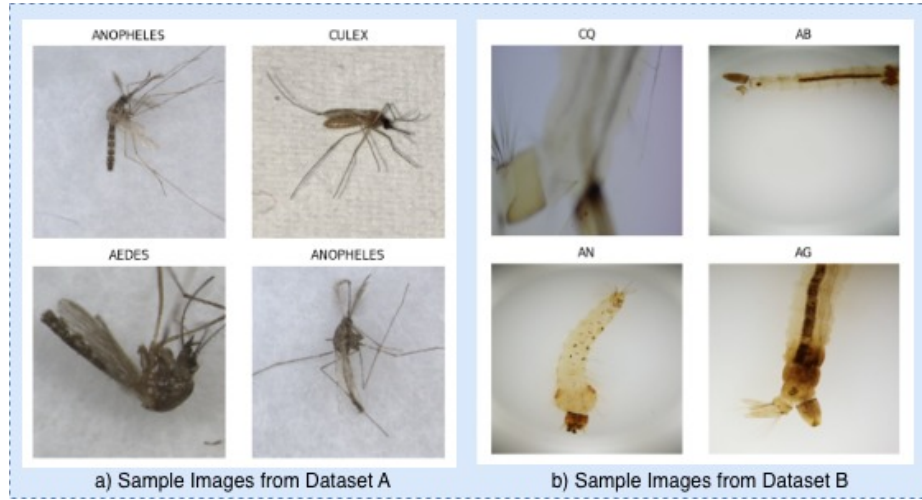 ANOPHELES CULEX
AEDES ANOPHELES
a) Sample Images from Dataset A
CQ AB
AN AG
b) Sample Images from Dataset B